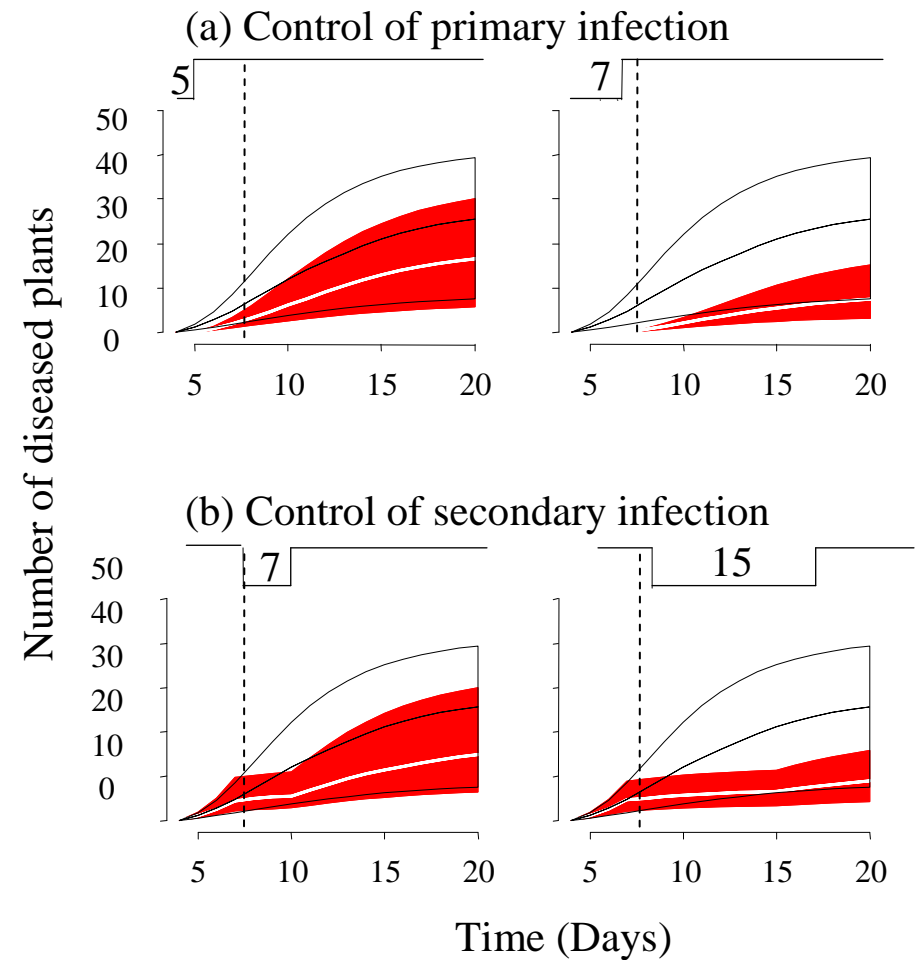 (a) Control of primary infection
5
7
50
40
30
20
10
0
5 10 15 20
5 10 15 20
Number of diseased plants
(b) Control of secondary infection
7
15
50
40
30
20
10
0
5 10 15 20
5 10 15 20
Time (Days)